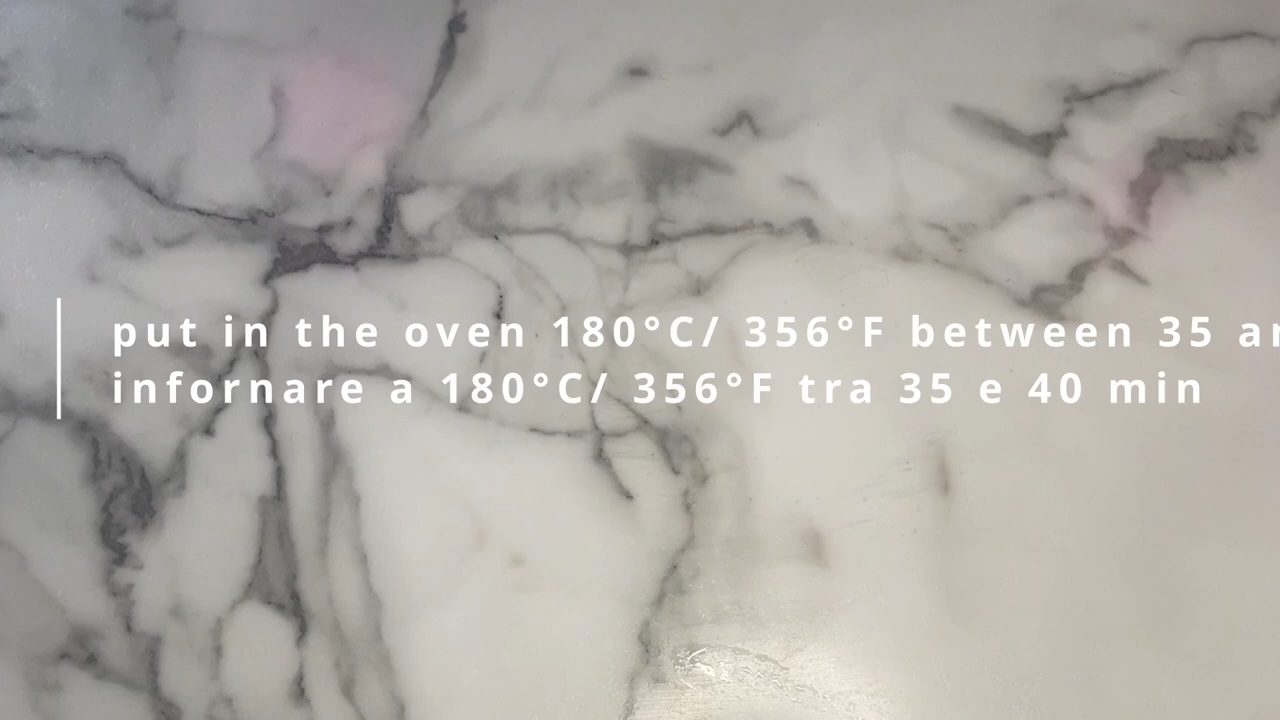 put in the oven 180°C/ 356°F between 35
infornare a 180°C/ 356°F tra 35 e 40 min